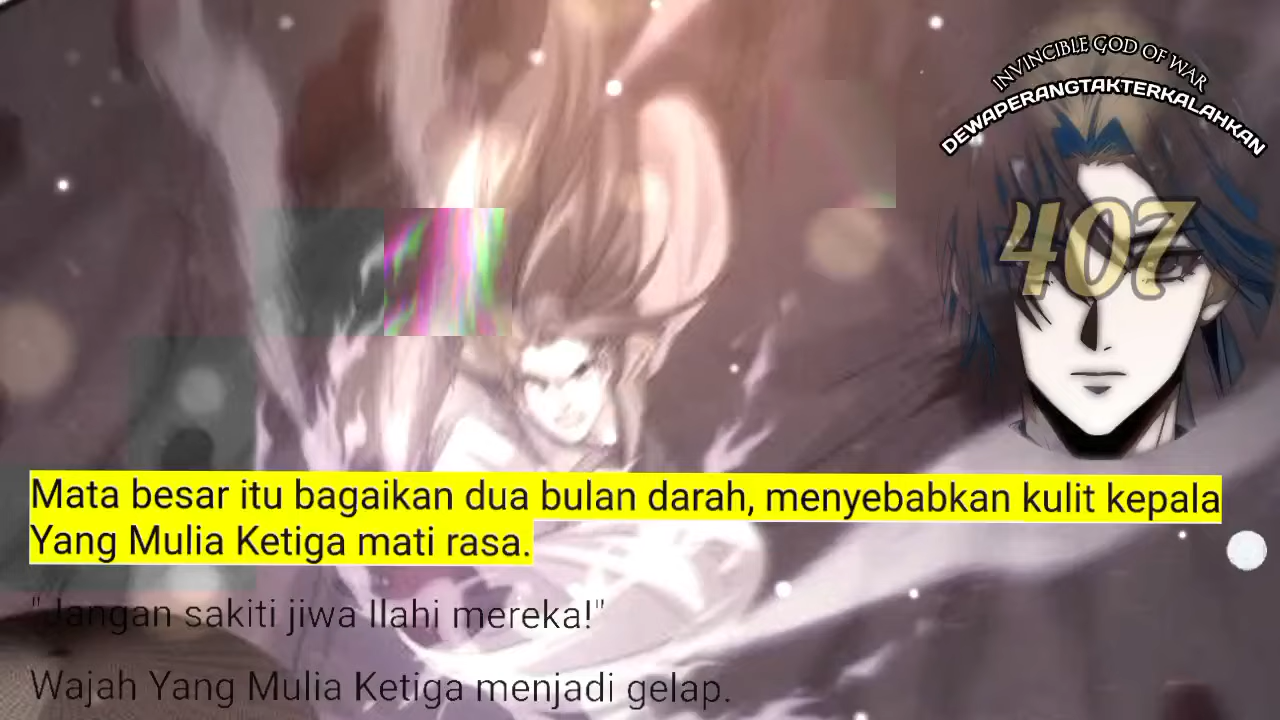 INVINCIBLE GOD OF WAR
DEWAPERANGTAKTERKALAHKAN
407
Mata besar itu bagaikan dua bulan darah, menyebabkan kulit kepala
Yang Mulia Ketiga mati rasa.
"Jangan sakiti jiwa Ilahi mereka!"
Wajah Yang Mulia Ketiga menjadi gelap.